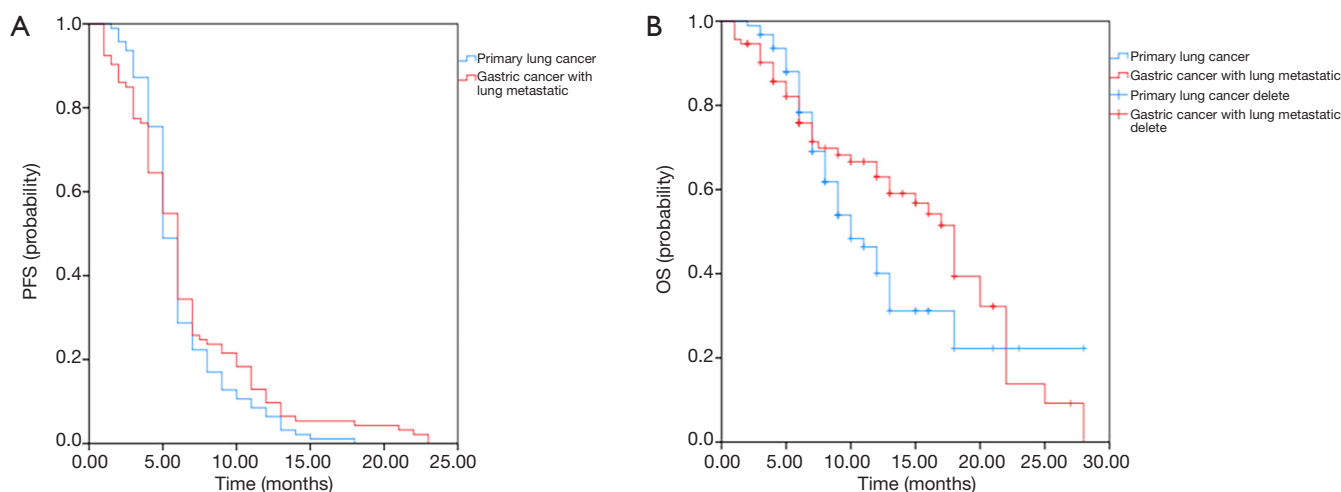 A
1.0
0.8
0.6
0.4
0.2
0.0
PFS (probability)
0.00 5.00 10.00 15.00 20.00 25.00
Time (months)
Primary lung cancer
Gastric cancer with
lung metastatic
B
1.0
0.8
0.6
0.4
0.2
0.0
OS (probability)
0.00 5.00 10.00 15.00 20.00 25.00 30.00
Time (months)
Primary lung cancer
Gastric cancer with lung metastatic
Primary lung cancer delete
Gastric cancer with lung metastatic
delete